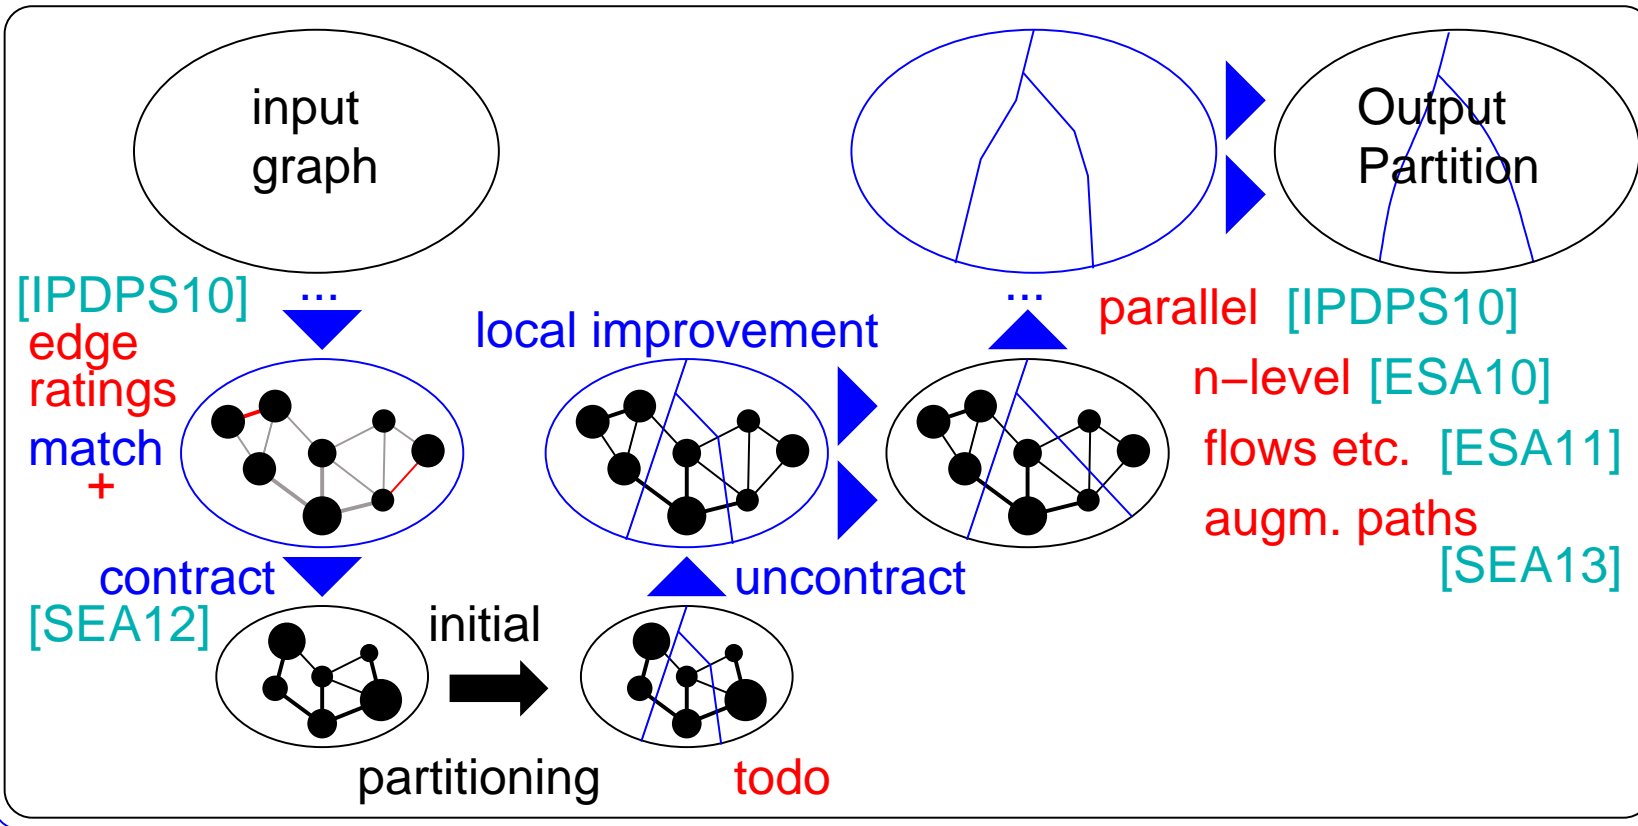 input
graph
Output
Partition
[IPDPS10]
...
edge
ratings
match
+
local improvement
...
parallel [IPDPS10]
n–level [ESA10]
flows etc. [ESA11]
augm. paths
[SEA13]
contract
uncontract
[SEA12]
initial
partitioning
todo